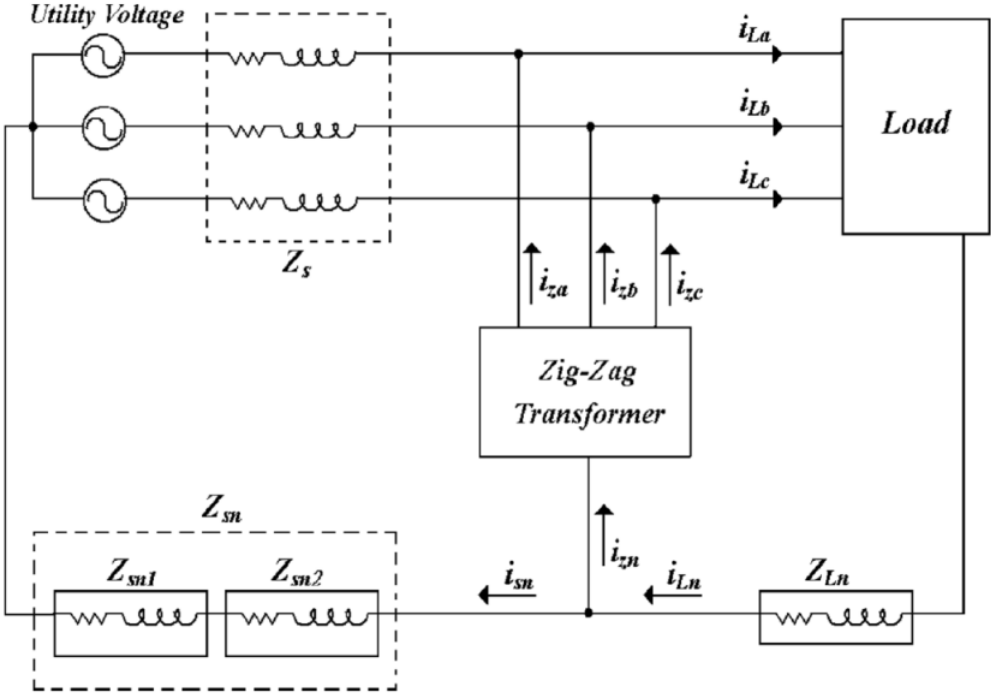 Utility Voltage
i_La
i_Lb
i_Lc
Load
Z_s
i_za
i_zb
i_zc
Zig-Zag
Transformer
Z_sn
Z_sn1
Z_sn2
i_sn
i_zn
i_Ln
Z_Ln